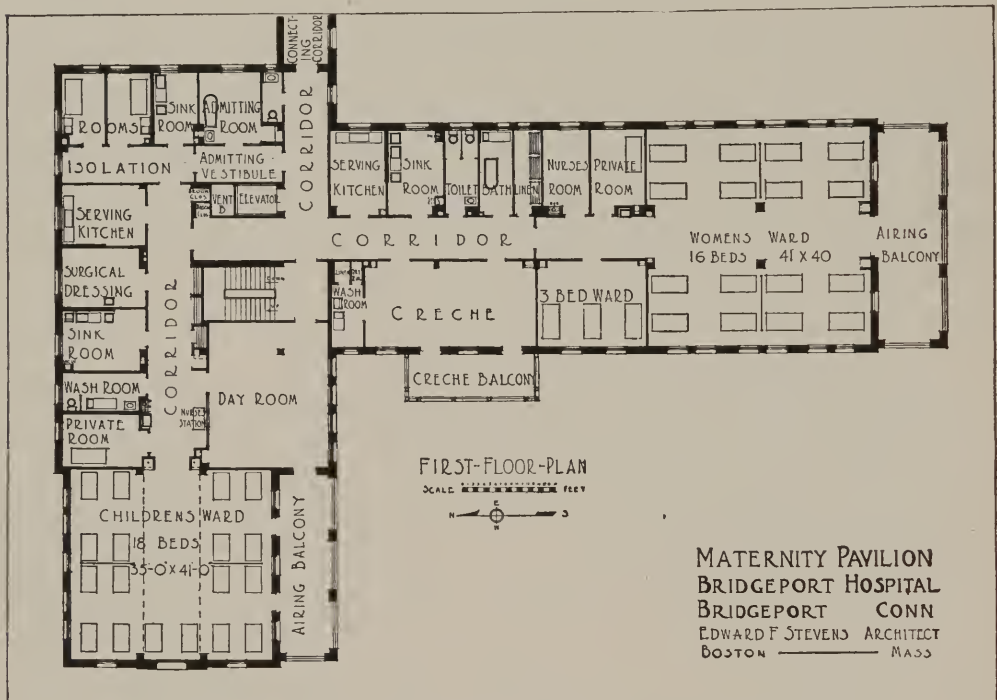 CONNECT-
ING
CORRIDOR
CORRIDOR
ROOMS
SINK
ROOM
ADMITTING
ROOM
ISOLATION
ADMITTING
VESTIBULE
VENT
D
ELEVATOR
SERVING
KITCHEN
SURGICAL
DRESSING
SINK
ROOM
WASH ROOM
PRIVATE
ROOM
CORRIDOR
NURSES
STATION
DAY ROOM
CHILDRENS WARD
18 BEDS
35-0 X 41-0
AIRING BALCONY
SERVING
KITCHEN
SINK
ROOM
TOILET
BATH
LINEN
NURSES
ROOM
PRIVATE
ROOM
CORRIDOR
WASH
ROOM
CRECHE
3 BED WARD
CRECHE BALCONY
WOMENS WARD
16 BEDS 41 X 40
AIRING
BALCONY
FIRST-FLOOR-PLAN
SCALE FEET
E
N S
W
MATERNITY PAVILION
BRIDGEPORT HOSPITAL
BRIDGEPORT CONN
EDWARD F STEVENS ARCHITECT
BOSTON MASS